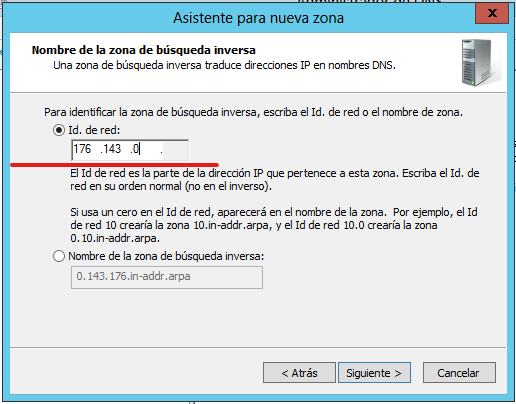 Asistente para nueva zona
x
Nombre de la zona de búsqueda inversa
Una zona de búsqueda inversa traduce direcciones IP en nombres DNS.
Para identificar la zona de búsqueda inversa, escriba el Id. de red o el nombre de zona.
Id. de red:
176 .143 .0 .
El Id de red es la parte de la dirección IP que pertenece a esta zona. Escriba el Id. de
red en su orden normal (no en el inverso).
Si usa un cero en el Id de red, aparecerá en el nombre de la zona. Por ejemplo, el Id
de red 10 crearía la zona 10.in-addr.arpa, y el Id de red 10.0 crearía la zona
0.10.in-addr.arpa.
Nombre de la zona de búsqueda inversa:
0.143.176.in-addr.arpa
< Atrás
Siguiente >
Cancelar